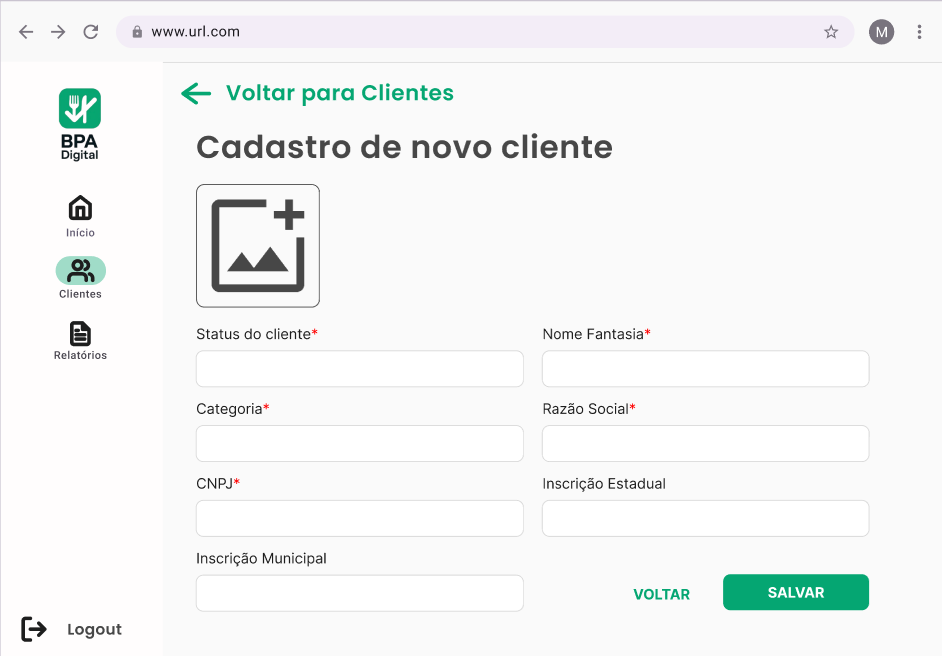 www.url.com
M
BPA
Digital
Início
Clientes
Relatórios
Logout
Voltar para Clientes
Cadastro de novo cliente
Status do cliente*
Nome Fantasia*
Categoria*
Razão Social*
CNPJ*
Inscrição Estadual
Inscrição Municipal
VOLTAR
SALVAR